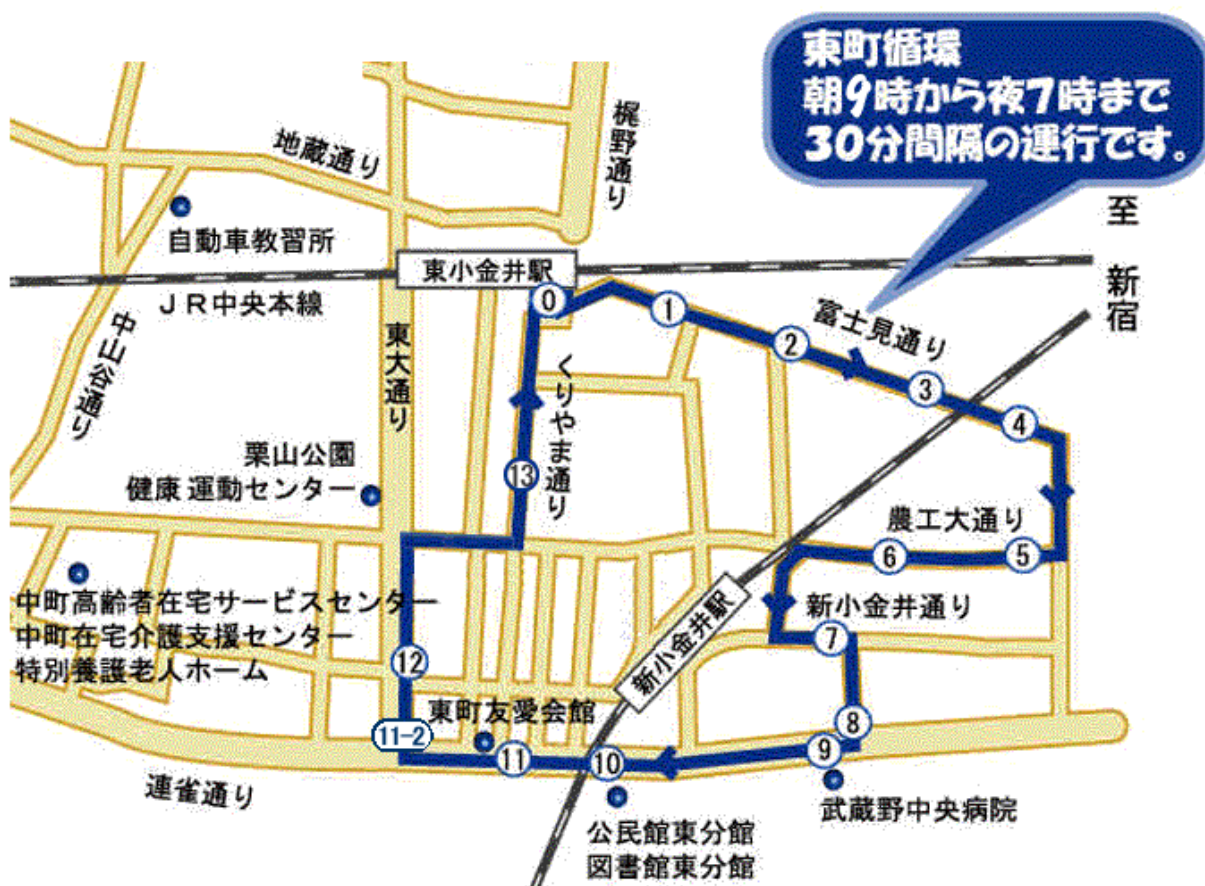 東町循環
朝9時から夜7時まで
30分間隔の運行です。
梶野通り
地蔵通り
自動車教習所
至
新宿
東小金井駅
JR中央本線
中山谷通り
東大通り
くりやま通り
富士見通り
0
1
2
3
4
栗山公園
健康運動センター
13
農工大通り
6
5
中町高齢者在宅サービスセンター
中町在宅介護支援センター
特別養護老人ホーム
新小金井駅
新小金井通り
7
12
東町友愛会館
11-2
11
10
9
8
連雀通り
武蔵野中央病院
公民館東分館
図書館東分館